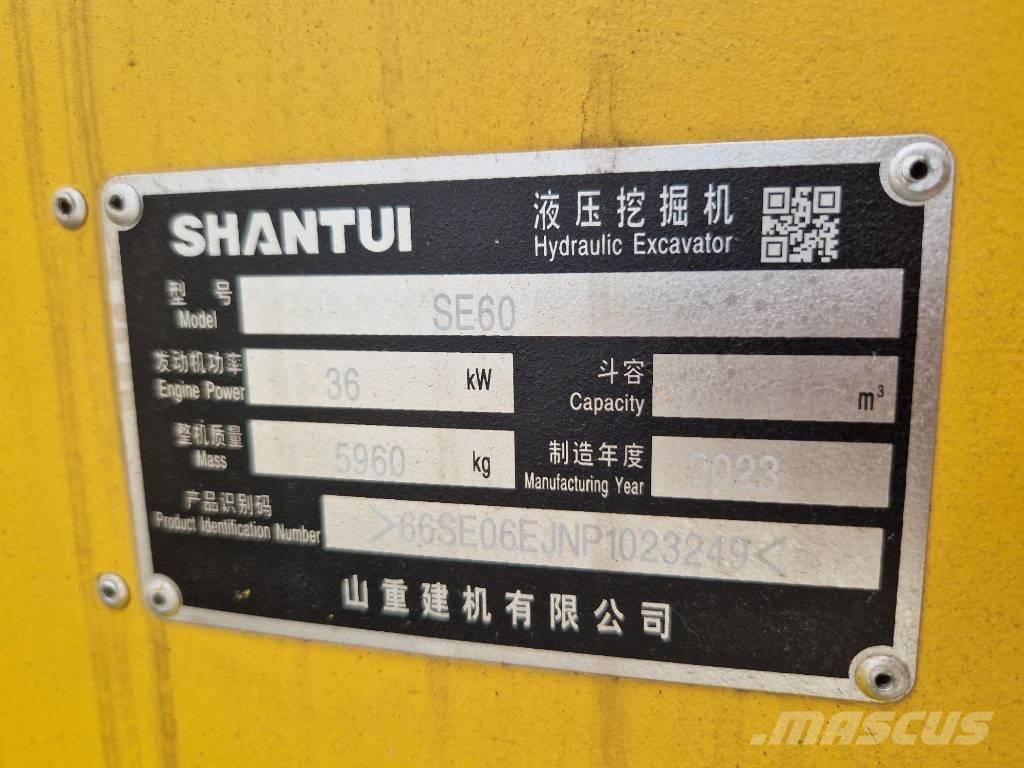 SHANTUI
液压挖掘机
Hydraulic Excavator
型号
Model
SE60
发动机功率
Engine Power
36
kW
斗容
Capacity
m³
整机质量
Mass
5960
kg
制造年度
Manufacturing Year
2023
产品识别码
Product Identification Number
>66SE06EJNP1023249<
山重建机有限公司
MASCUS